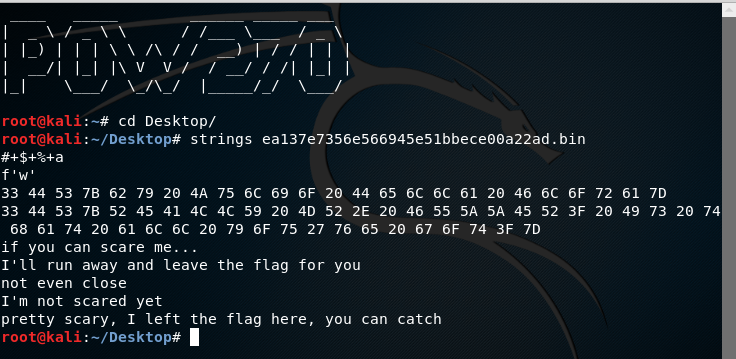 root@kali:~# cd Desktop/
root@kali:~/Desktop# strings ea137e7356e566945e51bbece00a22ad.bin
#+$+%+a
f'w'
33 44 53 7B 62 79 20 4A 75 6C 69 6F 20 44 65 6C 6C 61 20 46 6C 6F 72 61 7D
33 44 53 7B 52 45 41 4C 4C 59 20 4D 52 2E 20 46 55 5A 5A 45 52 3F 20 49 73 20 74
68 61 74 20 61 6C 6C 20 79 6F 75 27 76 65 20 67 6F 74 3F 7D
if you can scare me...
I'll run away and leave the flag for you
not even close
I'm not scared yet
pretty scary, I left the flag here, you can catch
root@kali:~/Desktop#